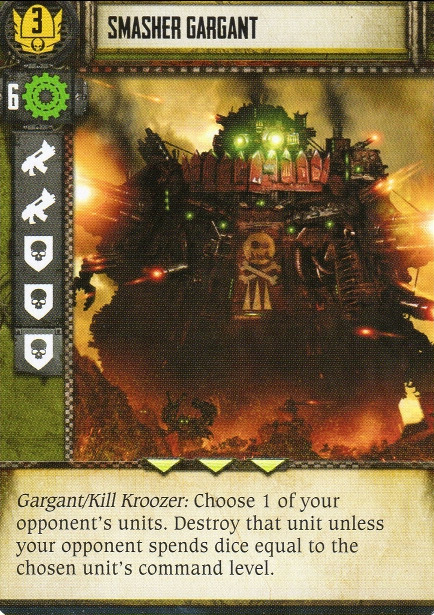 3
SMASHER GARGANT
6
Gargant/Kill Kroozer: Choose 1 of your
opponent's units. Destroy that unit unless
your opponent spends dice equal to the
chosen unit's command level.